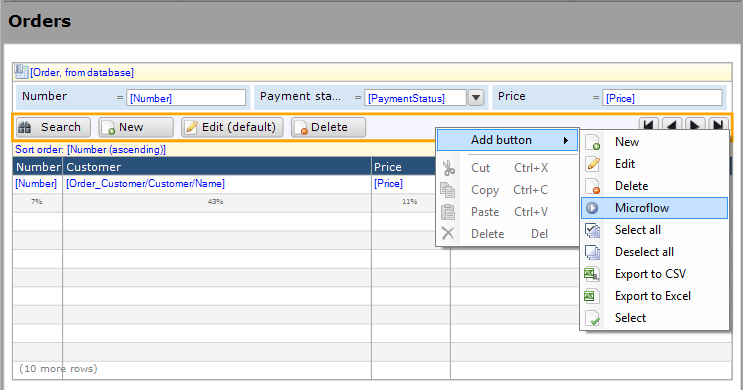 Orders
[Order, from database]
Number = [Number] Payment sta... = [PaymentStatus] Price = [Price]
Search New Edit (default) Delete
Sort order: [Number (ascending)]
Number Customer Price
[Number] [Order_Customer/Customer/Name] [Price]
7% 43% 11%
(10 more rows)
Add button
Cut Ctrl+X
Copy Ctrl+C
Paste Ctrl+V
Delete Del
New
Edit
Delete
Microflow
Select all
Deselect all
Export to CSV
Export to Excel
Select